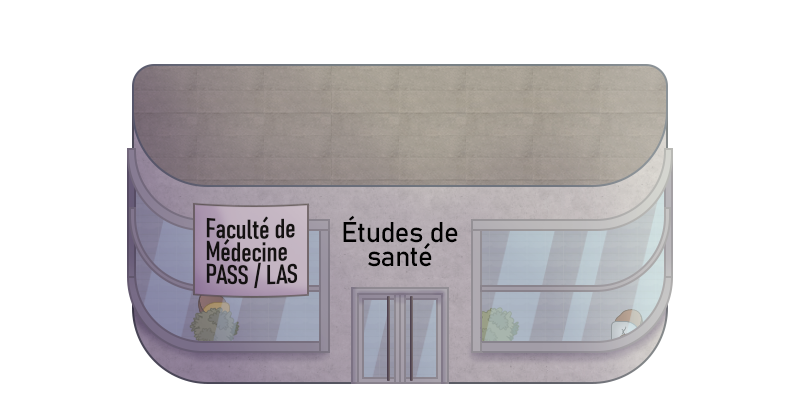 Faculté de
Médecine
PASS / LAS
Études de
santé